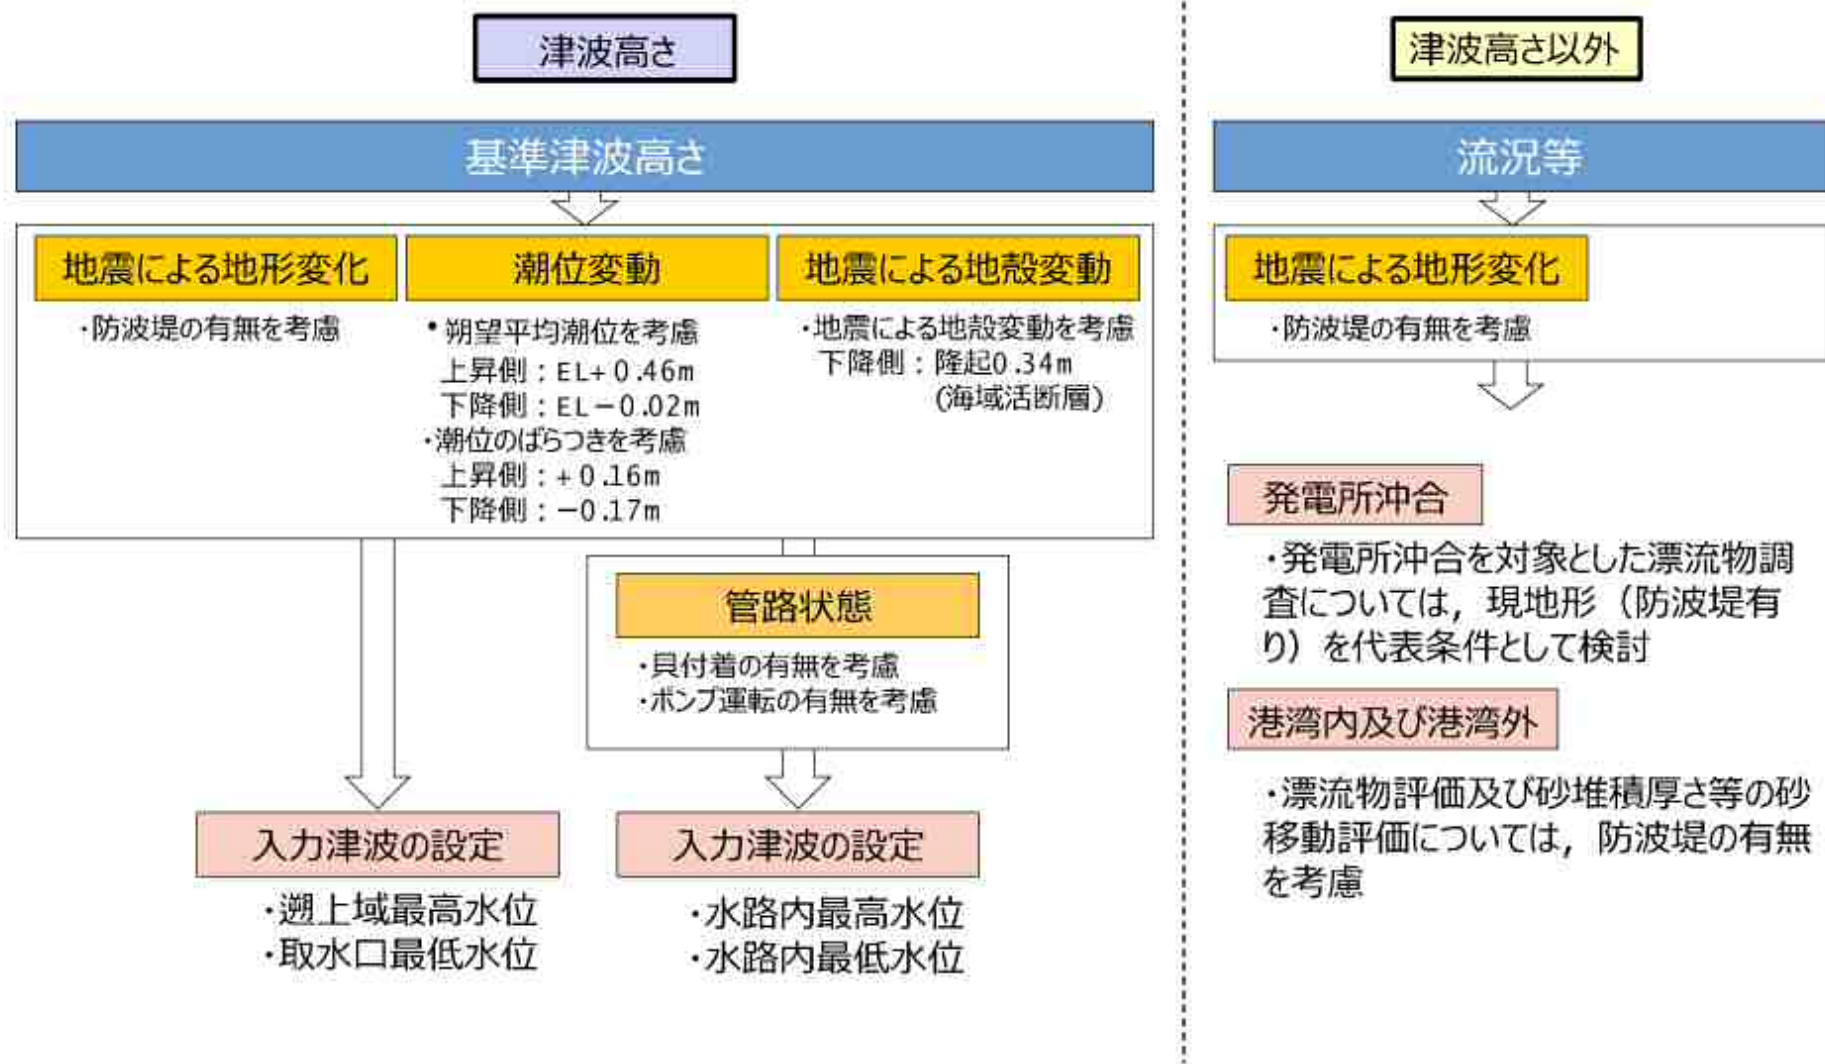 津波高さ
基準津波高さ
地震による地形変化
・防波堤の有無を考慮
潮位変動
・朔望平均潮位を考慮
上昇側：EL+0.46m
下降側：EL－0.02m
・潮位のばらつきを考慮
上昇側：+0.16m
下降側：－0.17m
地震による地殻変動
・地震による地殻変動を考慮
下降側：隆起0.34m
(海域活断層)
管路状態
・貝付着の有無を考慮
・ポンプ運転の有無を考慮
入力津波の設定
・遡上域最高水位
・取水口最低水位
入力津波の設定
・水路内最高水位
・水路内最低水位
津波高さ以外
流況等
地震による地形変化
・防波堤の有無を考慮
発電所沖合
・発電所沖合を対象とした漂流物調
査については，現地形（防波堤有
り）を代表条件として検討
港湾内及び港湾外
・漂流物評価及び砂堆積厚さ等の砂
移動評価については，防波堤の有無
を考慮